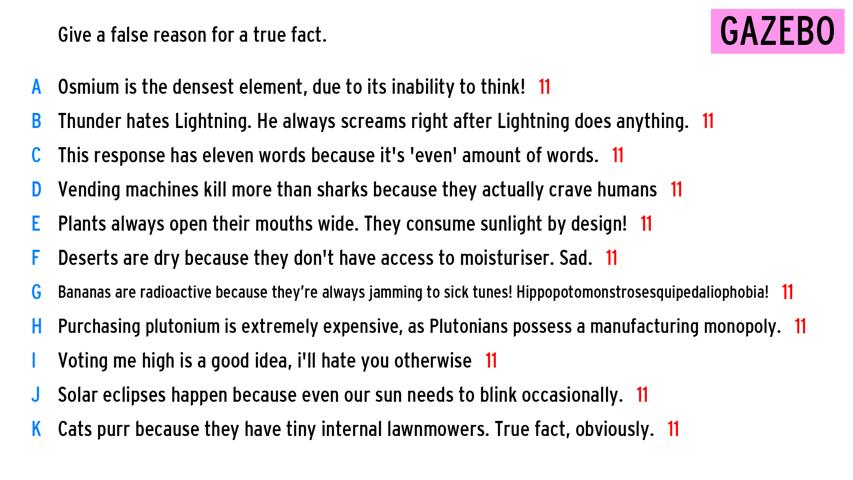 Give a false reason for a true fact.
GAZEBO
A Osmium is the densest element, due to its inability to think! 11
B Thunder hates Lightning. He always screams right after Lightning does anything. 11
C This response has eleven words because it's 'even' amount of words. 11
D Vending machines kill more than sharks because they actually crave humans 11
E Plants always open their mouths wide. They consume sunlight by design! 11
F Deserts are dry because they don't have access to moisturiser. Sad. 11
G Bananas are radioactive because they’re always jamming to sick tunes! Hippopotomonstrosesquipedaliophobia! 11
H Purchasing plutonium is extremely expensive, as Plutonians possess a manufacturing monopoly. 11
I Voting me high is a good idea, i'll hate you otherwise 11
J Solar eclipses happen because even our sun needs to blink occasionally. 11
K Cats purr because they have tiny internal lawnmowers. True fact, obviously. 11